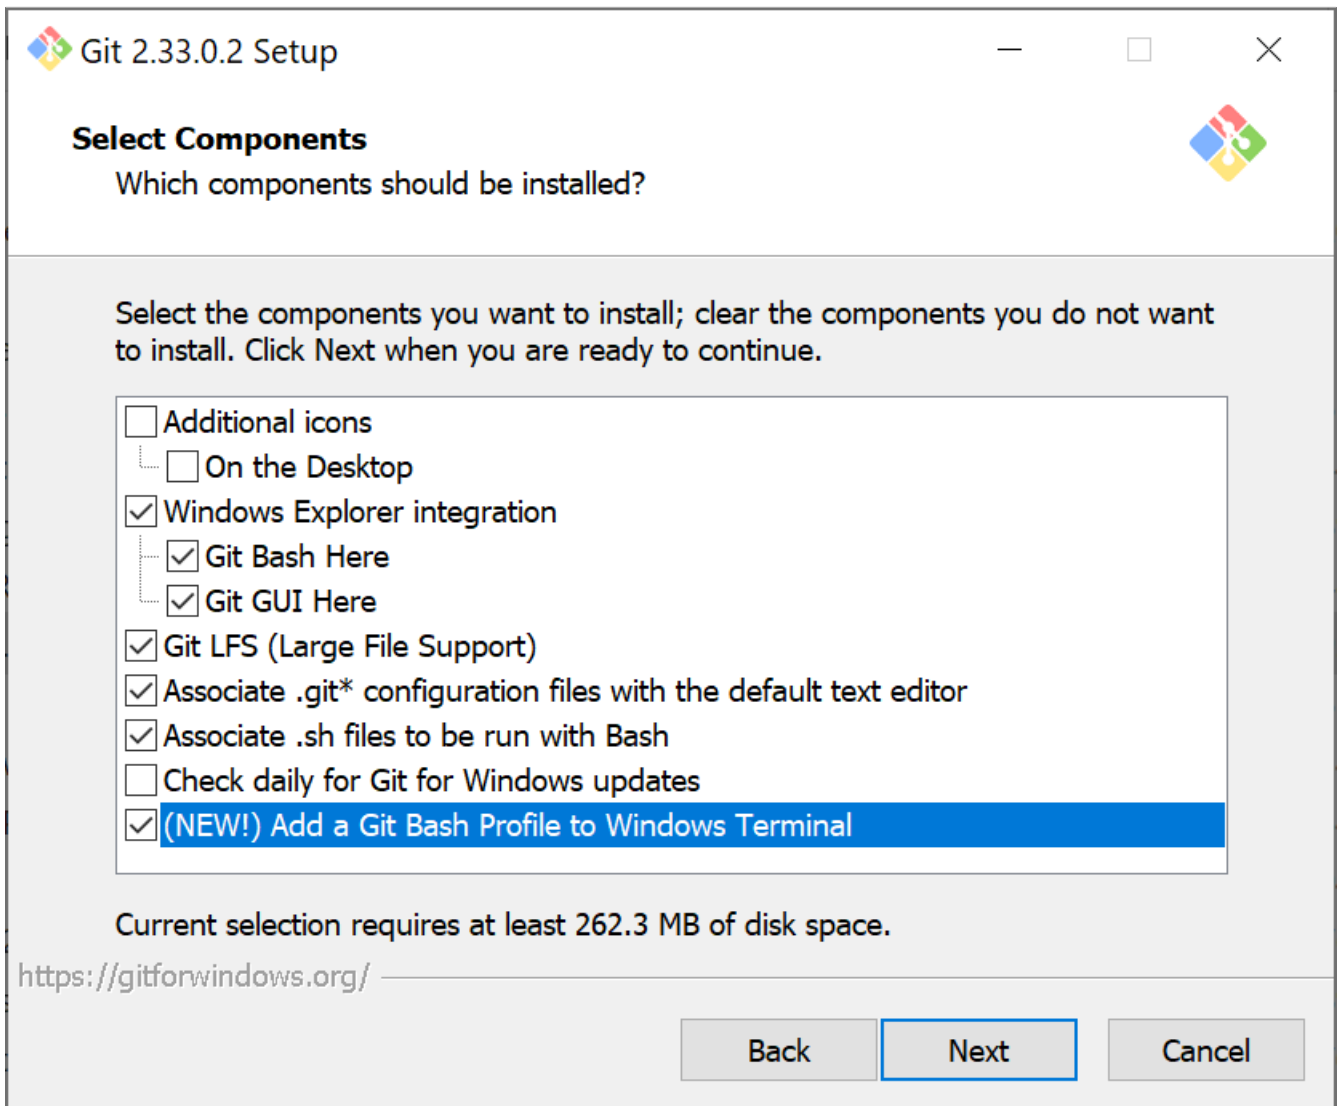 Git 2.33.0.2 Setup
Select Components
Which components should be installed?
Select the components you want to install; clear the components you do not want
to install. Click Next when you are ready to continue.
Additional icons
On the Desktop
Windows Explorer integration
Git Bash Here
Git GUI Here
Git LFS (Large File Support)
Associate .git* configuration files with the default text editor
Associate .sh files to be run with Bash
Check daily for Git for Windows updates
(NEW!) Add a Git Bash Profile to Windows Terminal
Current selection requires at least 262.3 MB of disk space.
https://gitforwindows.org/
Back Next Cancel